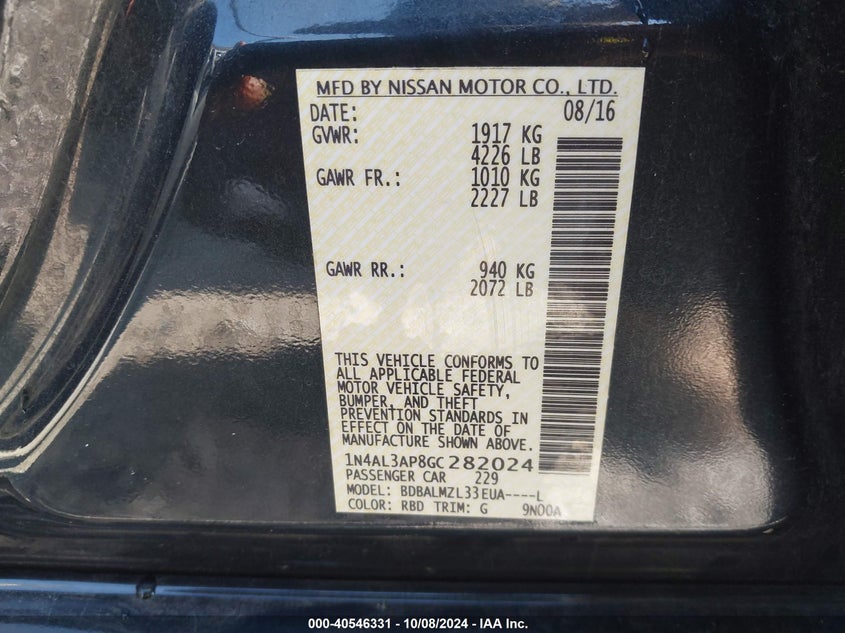 MFD BY NISSAN MOTOR CO., LTD.
DATE: 08/16
GVWR: 1917 KG
4226 LB
GAWR FR.: 1010 KG
2227 LB
GAWR RR.: 940 KG
2072 LB
THIS VEHICLE CONFORMS TO
ALL APPLICABLE FEDERAL
MOTOR VEHICLE SAFETY,
BUMPER, AND THEFT
PREVENTION STANDARDS IN
EFFECT ON THE DATE OF
MANUFACTURE SHOWN ABOVE.
1N4AL3AP8GC282024
PASSENGER CAR 229
MODEL: BDBALMZL33EUA----L
COLOR: RBD TRIM: G 9N00A
000-40546331 - 10/08/2024 - IAA Inc.